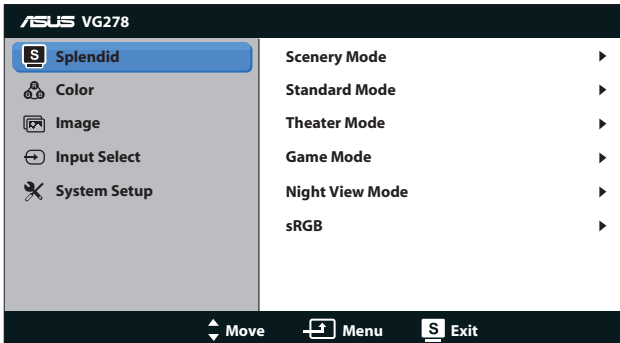 ASUS VG278
S Splendid
Color
Image
Input Select
System Setup
Scenery Mode
Standard Mode
Theater Mode
Game Mode
Night View Mode
sRGB
Move Menu S Exit